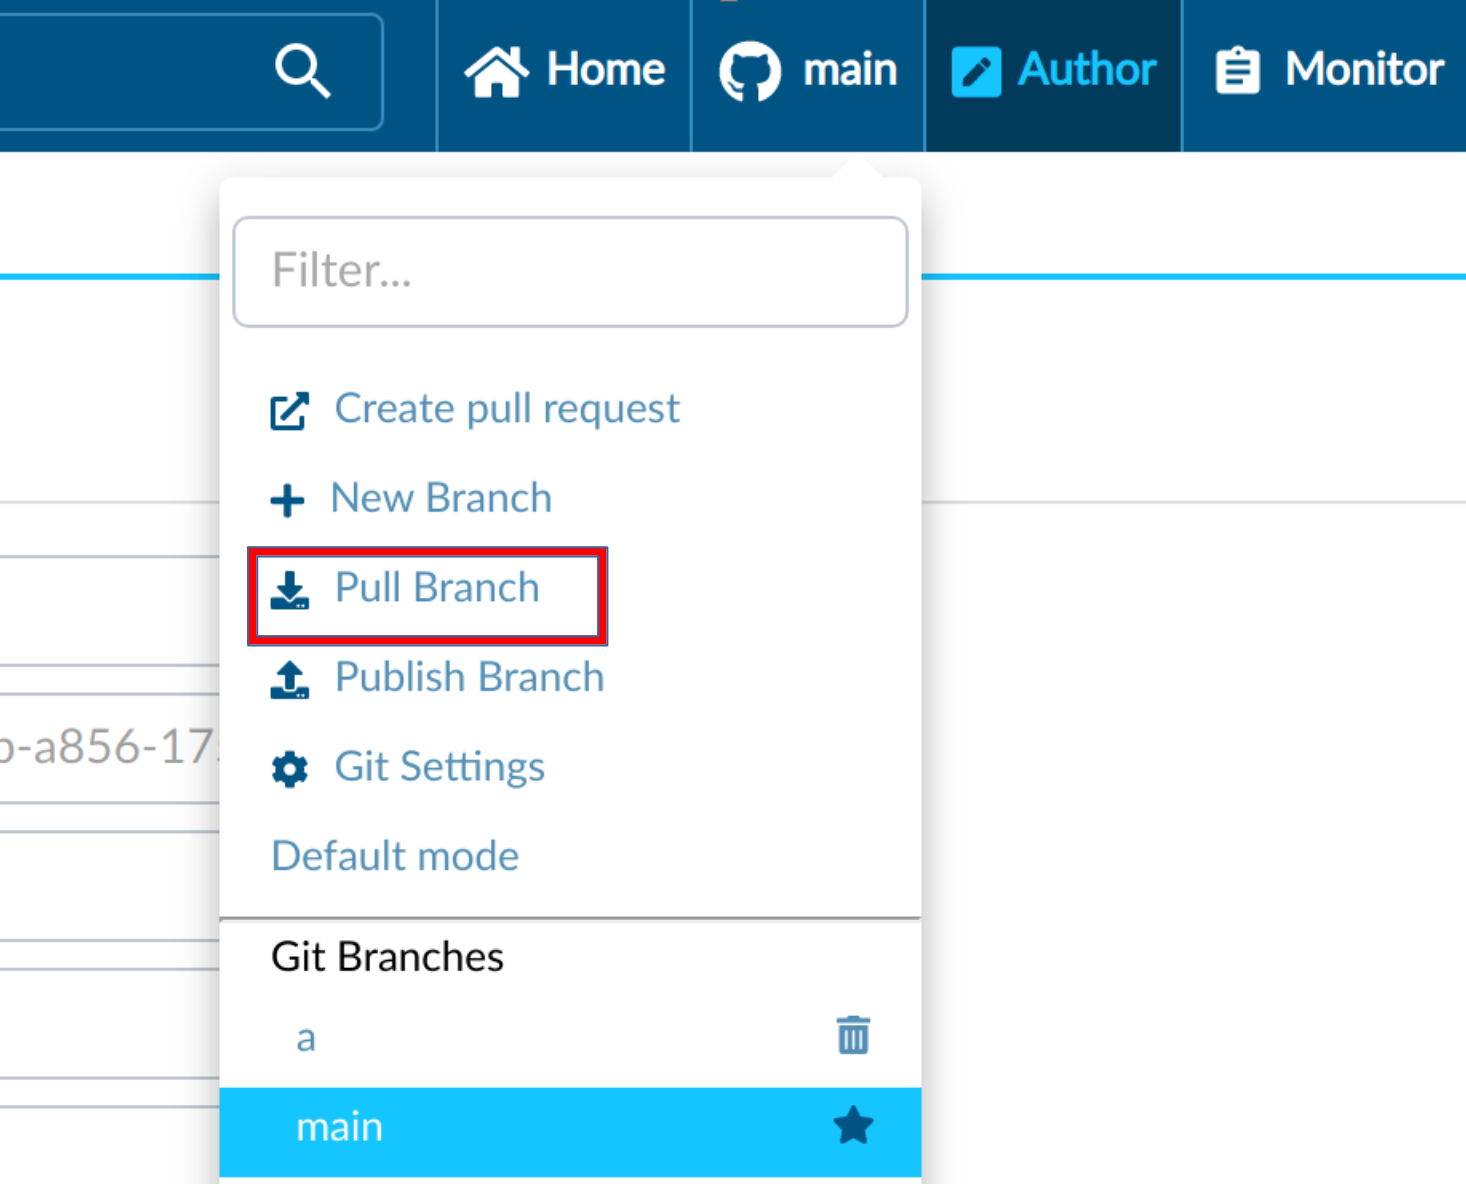 Home
main
Author
Monitor
Filter...
Create pull request
New Branch
Pull Branch
Publish Branch
-a856-17
Git Settings
Default mode
Git Branches
a
main